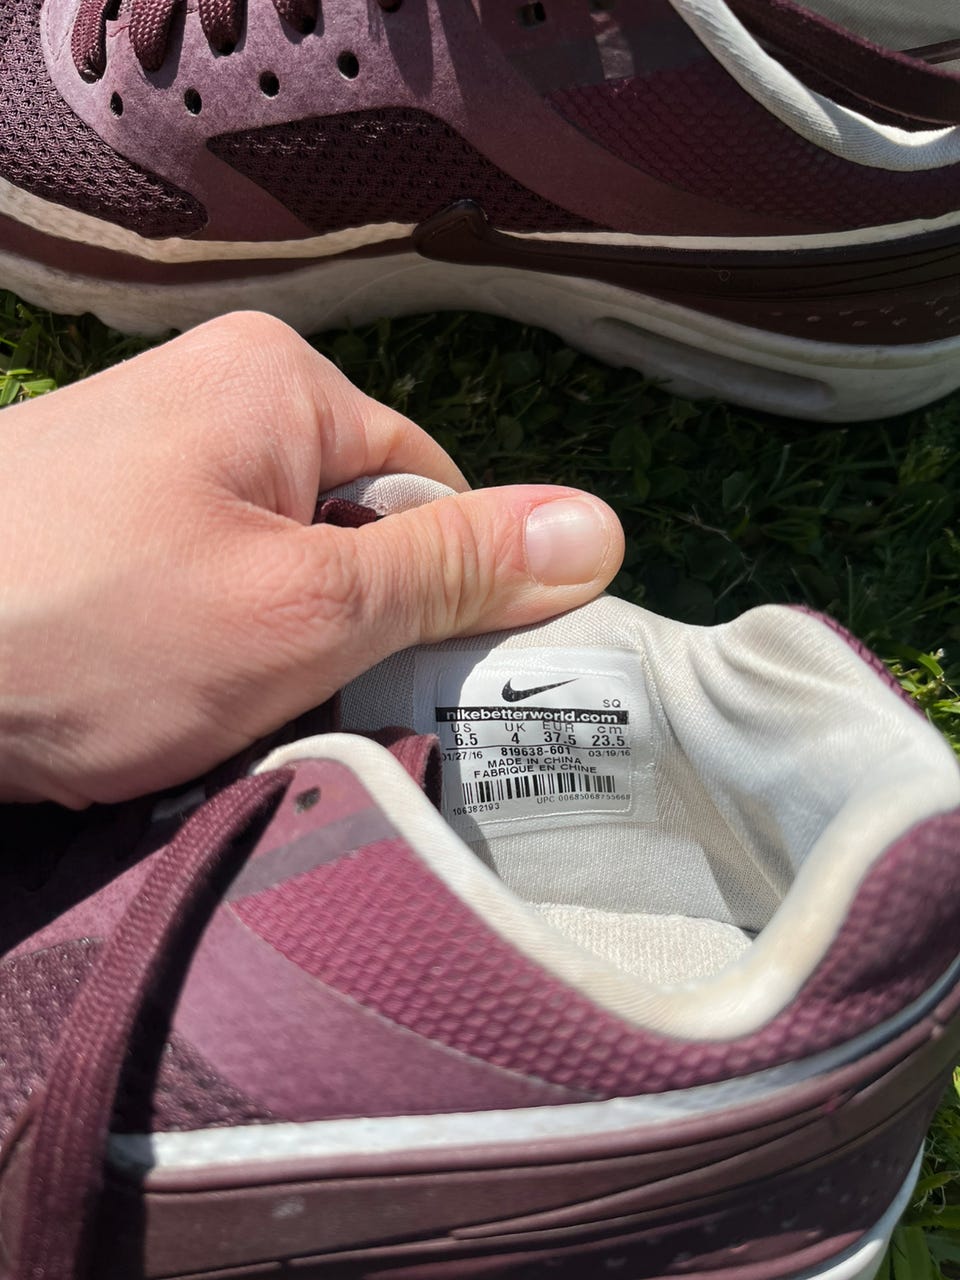 SQ
nikebetterworld.com
US UK EUR cm
6.5 4 37.5 23.5
01/27/16 819638-601 03/19/16
MADE IN CHINA
FABRIQUE EN CHINE
106382193 UPC 00685068755668